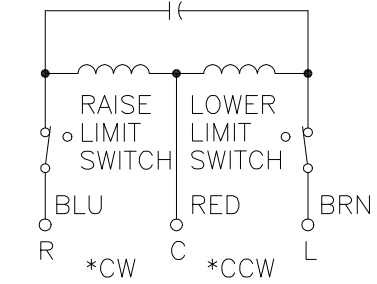 RAISE LOWER
LIMIT LIMIT
SWITCH SWITCH
BLU RED BRN
R C L
*CW *CCW